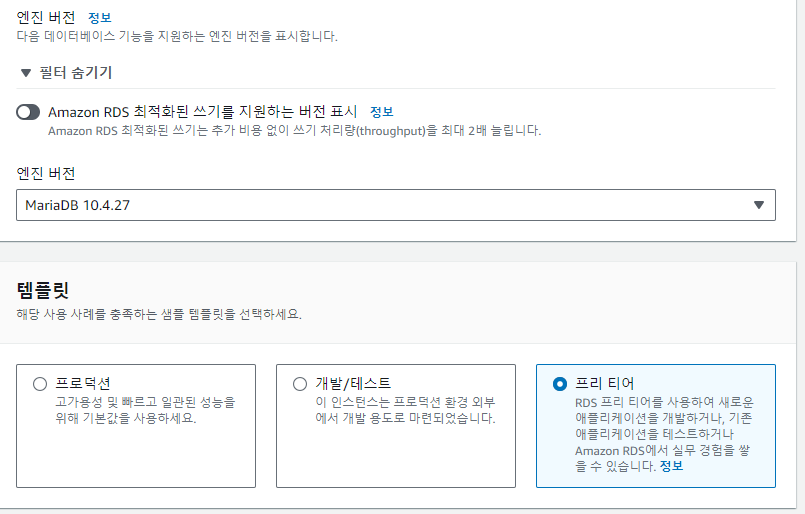 엔진 버전 정보
다음 데이터베이스 기능을 지원하는 엔진 버전을 표시합니다.
필터 숨기기
Amazon RDS 최적화된 쓰기를 지원하는 버전 표시 정보
Amazon RDS 최적화된 쓰기는 추가 비용 없이 쓰기 처리량(throughput)을 최대 2배 늘립니다.
엔진 버전
MariaDB 10.4.27
템플릿
해당 사용 사례를 충족하는 샘플 템플릿을 선택하세요.
프로덕션
고가용성 및 빠르고 일관된 성능을
위해 기본값을 사용하세요.
개발/테스트
이 인스턴스는 프로덕션 환경 외부
에서 개발 용도로 마련되었습니다.
프리 티어
RDS 프리 티어를 사용하여 새로운
애플리케이션을 개발하거나, 기존
애플리케이션을 테스트하거나
Amazon RDS에서 실무 경험을 쌓
을 수 있습니다. 정보